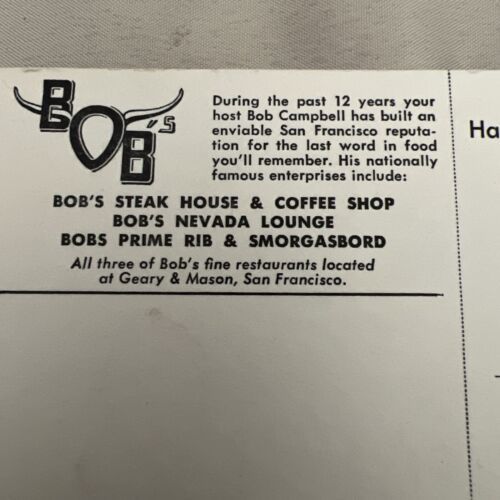 BOB'S
During the past 12 years your
host Bob Campbell has built an
enviable San Francisco reputa-
tion for the last word in food
you'll remember. His nationally
famous enterprises include:
BOB'S STEAK HOUSE & COFFEE SHOP
BOB'S NEVADA LOUNGE
BOBS PRIME RIB & SMORGASBORD
All three of Bob's fine restaurants located
at Geary & Mason, San Francisco.
Ha